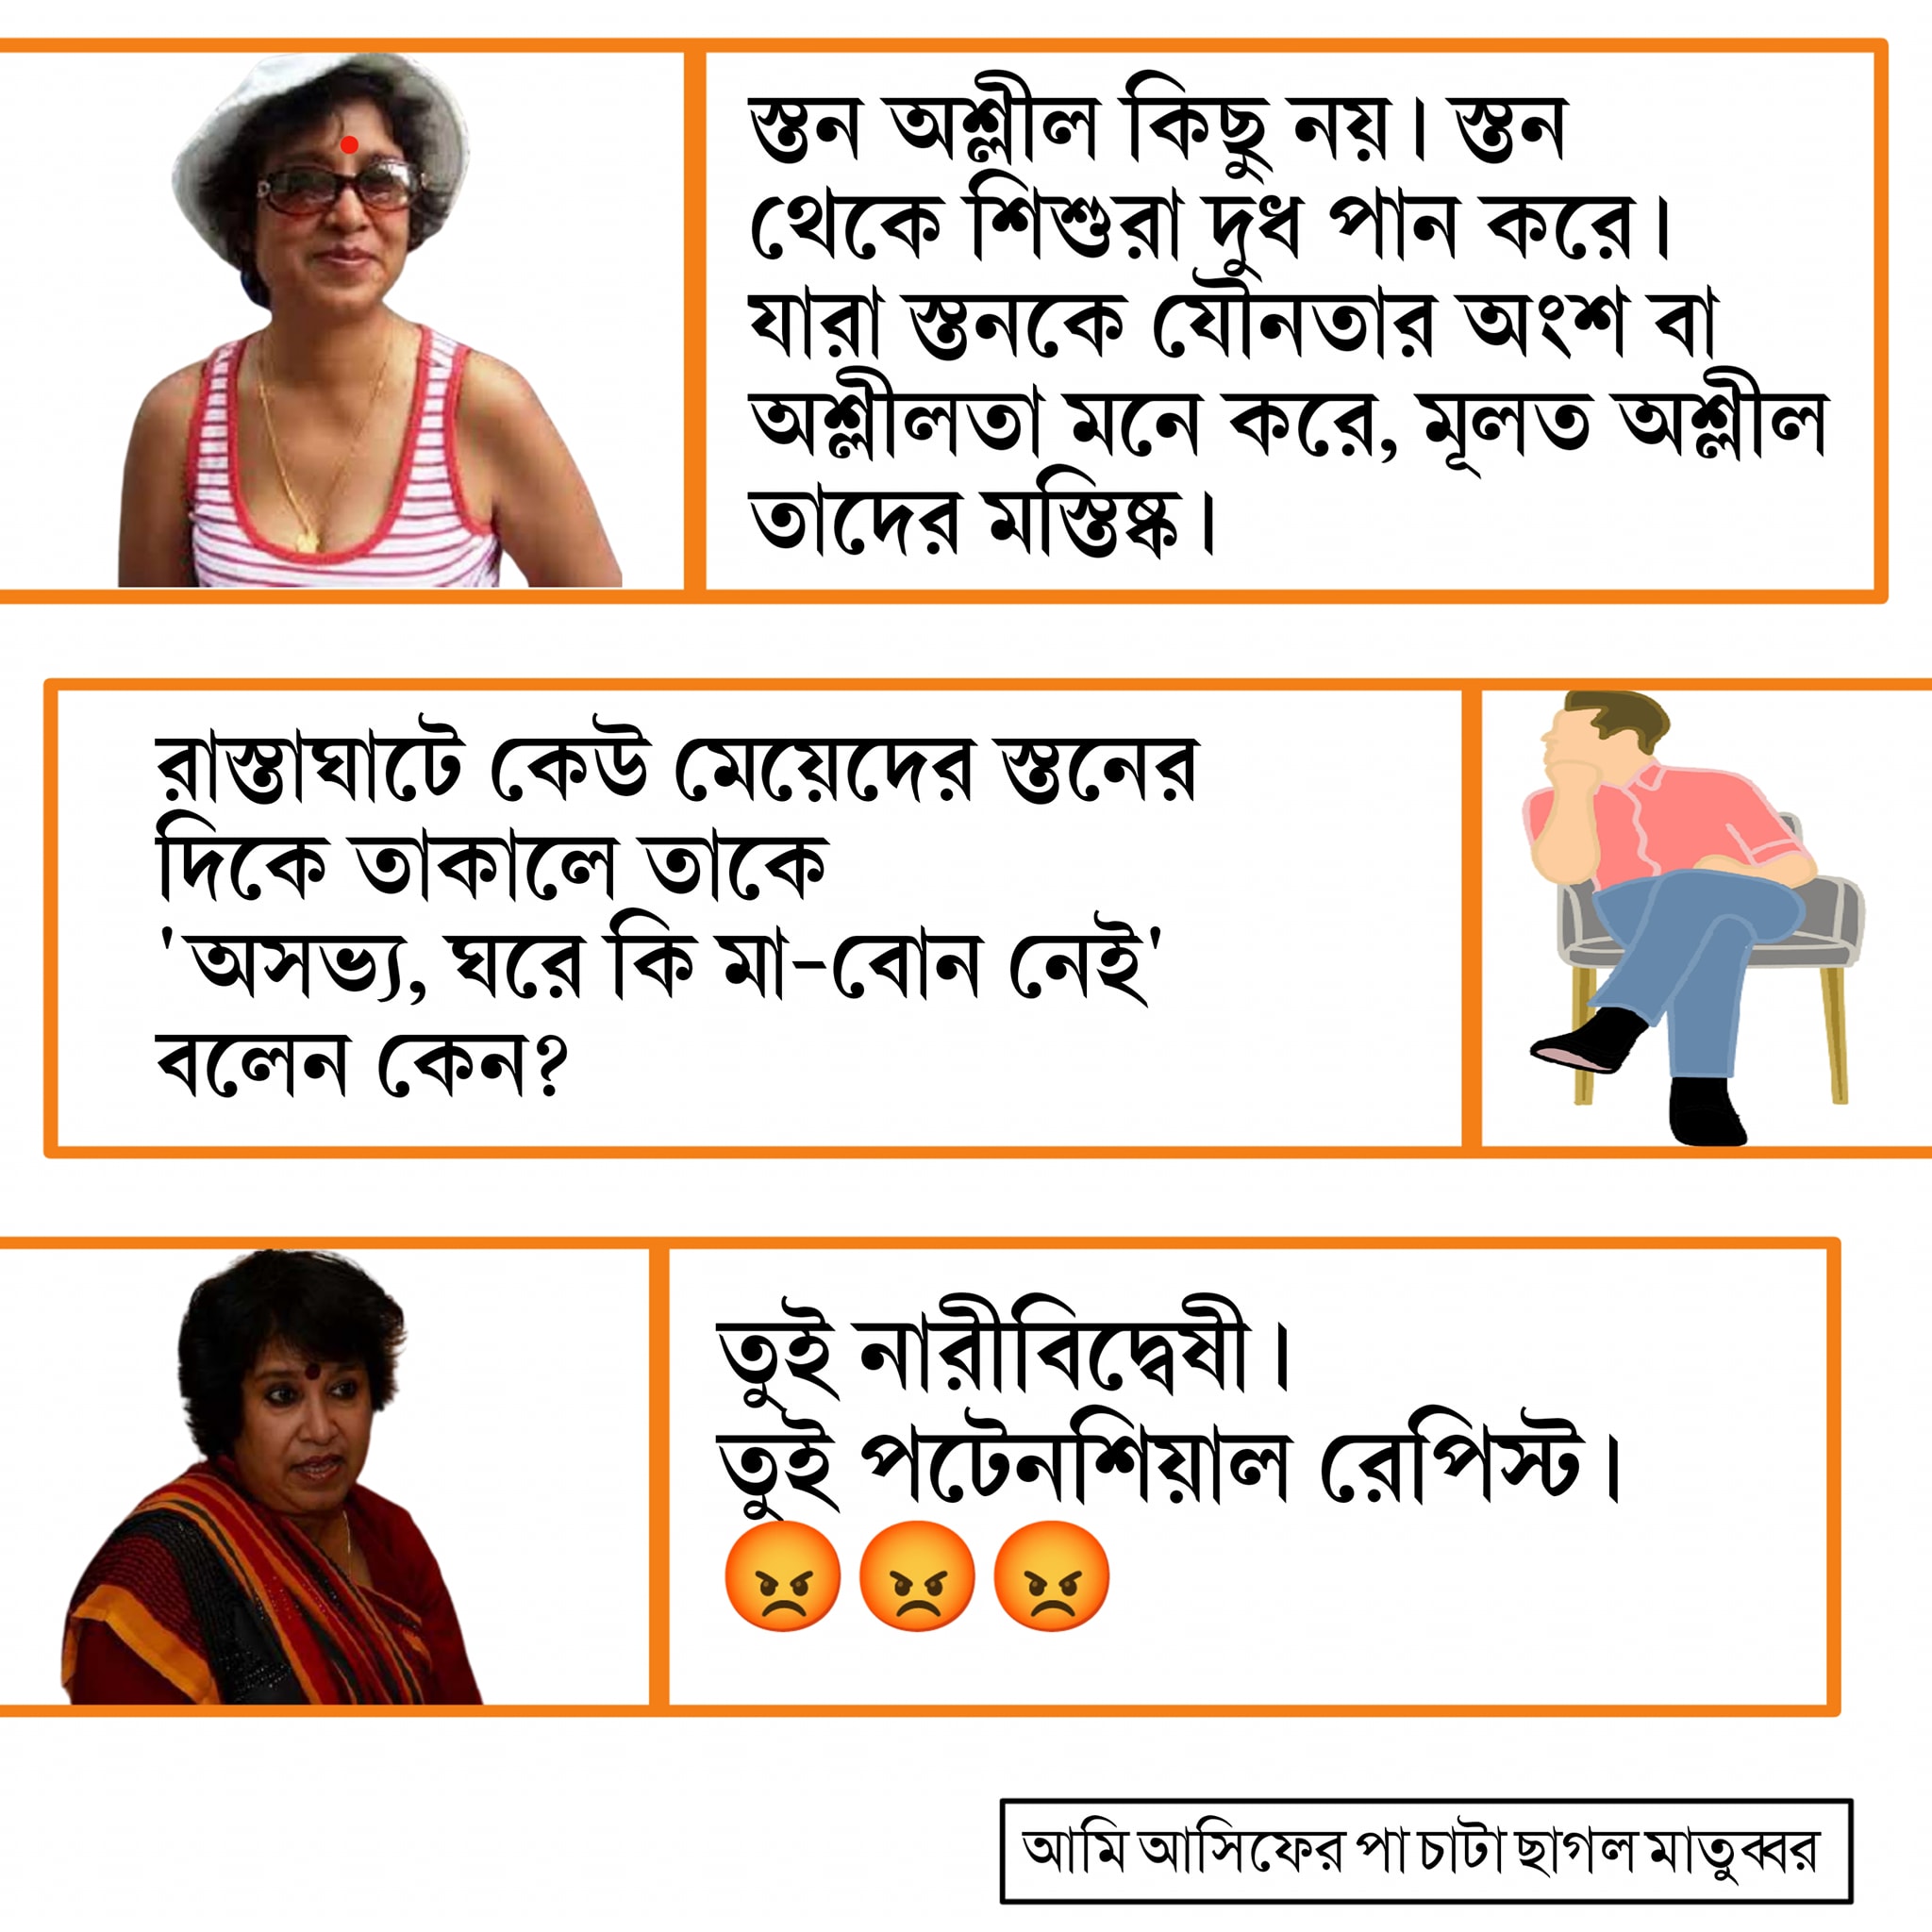 স্তন অশ্লীল কিছু নয়। স্তন
থেকে শিশুরা দুধ পান করে।
যারা স্তনকে যৌনতার অংশ বা
অশ্লীলতা মনে করে, মূলত অশ্লীল
তাদের মস্তিষ্ক।
রাস্তাঘাটে কেউ মেয়েদের স্তনের
দিকে তাকালে তাকে
'অসভ্য, ঘরে কি মা-বোন নেই'
বলেন কেন?
তুই নারীবিদ্বেষী।
তুই পটেনশিয়াল রেপিস্ট।
😡😡😡
আমি আসিফের পা চাটা ছাগল মাতুব্বর